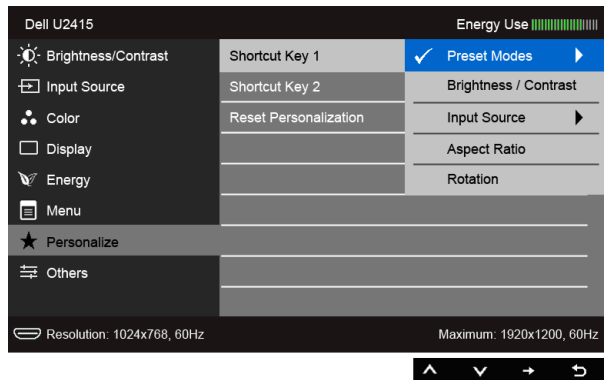 Dell U2415
Energy Use
Brightness/Contrast
Shortcut Key 1
Preset Modes
Input Source
Shortcut Key 2
Brightness / Contrast
Color
Reset Personalization
Input Source
Display
Aspect Ratio
Energy
Rotation
Menu
Personalize
Others
Resolution: 1024x768, 60Hz
Maximum: 1920x1200, 60Hz